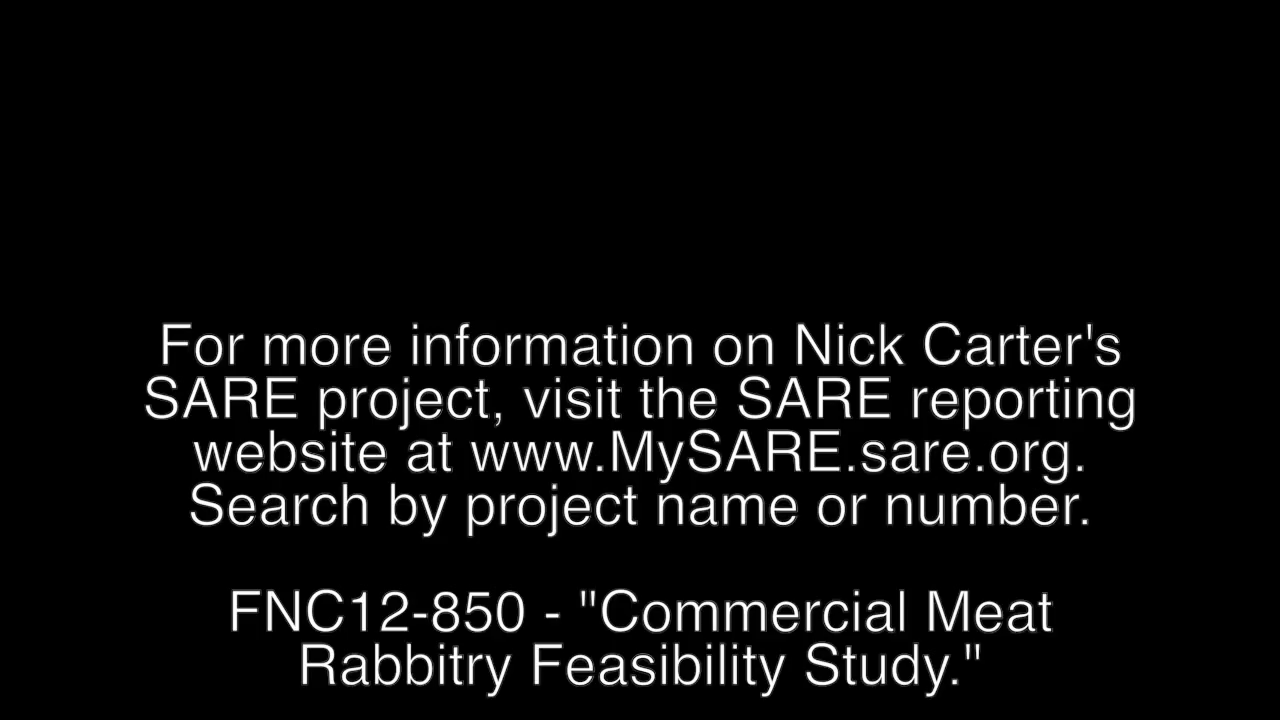 For more information on Nick Carter's
SARE project, visit the SARE reporting
website at www.MySARE.sare.org.
Search by project name or number.
FNC12-850 - "Commercial Meat
Rabbitry Feasibility Study."